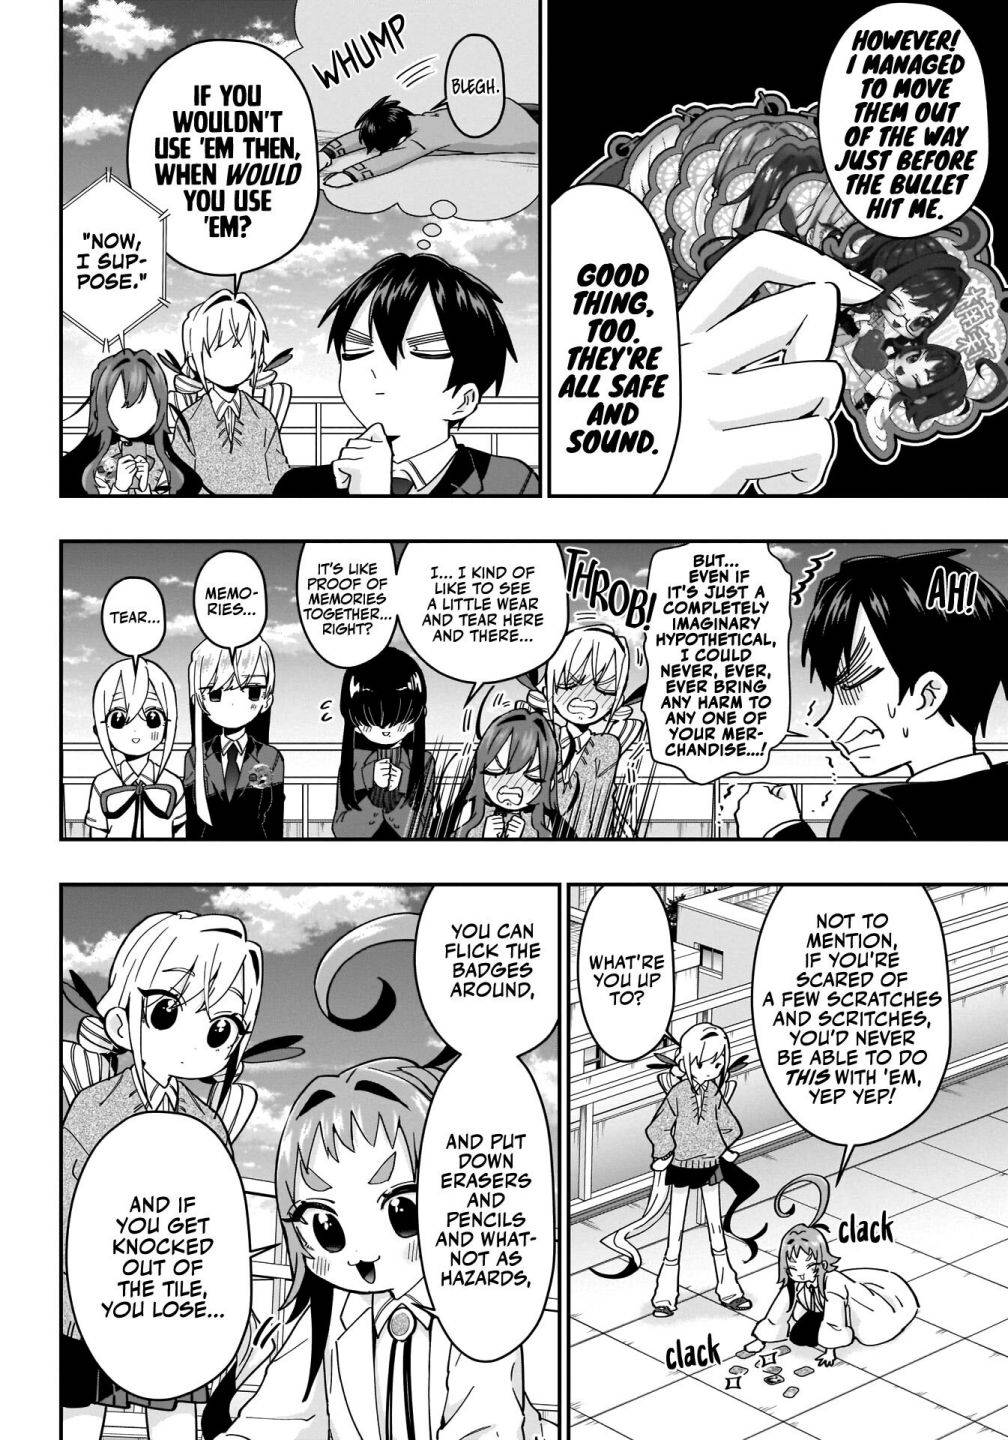 HOWEVER!
I MANAGED
TO MOVE
THEM OUT
OF THE WAY
JUST BEFORE
THE BULLET
HIT ME.
GOOD
THING,
TOO.
THEY'RE
ALL SAFE
AND
SOUND.
BLEGH.
WHUMP
IF YOU
WOULDN'T
USE 'EM THEN,
WHEN WOULD
YOU USE
'EM?
"NOW,
I SUP-
POSE."
AH!
BUT...
EVEN IF
IT'S JUST A
COMPLETELY
IMAGINARY
HYPOTHETICAL,
I COULD
NEVER, EVER,
EVER BRING
ANY HARM TO
ANY ONE OF
YOUR MER-
CHANDISE...!
THROB!
I... I KIND OF
LIKE TO SEE
A LITTLE WEAR
AND TEAR HERE
AND THERE...
IT'S LIKE
PROOF OF
MEMORIES
TOGETHER...
RIGHT?
MEMO-
RIES...
TEAR...
NOT TO
MENTION,
IF YOU'RE
SCARED OF
A FEW SCRATCHES
AND SCRITCHES,
YOU'D NEVER
BE ABLE TO DO
THIS WITH 'EM,
YEP YEP!
WHAT'RE
YOU UP
TO?
clack
clack
YOU CAN
FLICK THE
BADGES
AROUND,
AND PUT
DOWN
ERASERS
AND
PENCILS
AND WHAT-
NOT AS
HAZARDS,
AND IF
YOU GET
KNOCKED
OUT OF
THE TILE,
YOU LOSE...